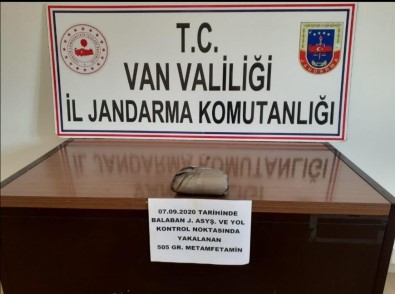 T.C.
VAN VALİLİĞİ
İL JANDARMA KOMUTANLIĞI
07.09.2020 TARİHİNDE
BALABAN J. ASYŞ. VE YOL
KONTROL NOKTASINDA
YAKALANAN
505 GR. METAMFETAMİN